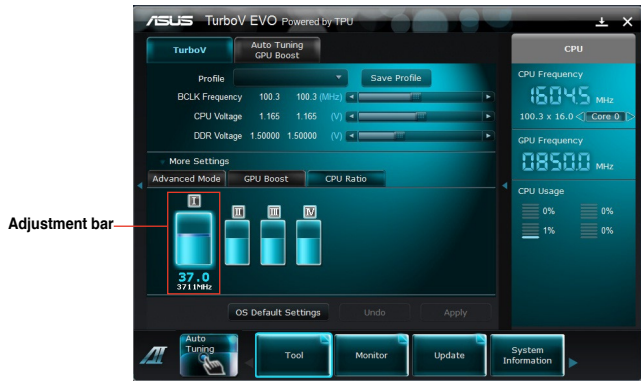 ASUS TurboV EVO Powered by TPU
TurboV
Auto Tuning
GPU Boost
CPU
Profile
Save Profile
BCLK Frequency 100.3 100.3 (MHz)
CPU Voltage 1.165 1.165 (V)
DDR Voltage 1.50000 1.50000 (V)
More Settings
Advanced Mode
GPU Boost
CPU Ratio
Adjustment bar
I
II
III
IV
37.0
3711MHz
OS Default Settings
Undo
Apply
CPU Frequency
1604.5 MHz
100.3 x 16.0 Core 0
GPU Frequency
0850.0 MHz
CPU Usage
0% 0%
1% 0%
AI
Auto
Tuning
Tool
Monitor
Update
System
Information